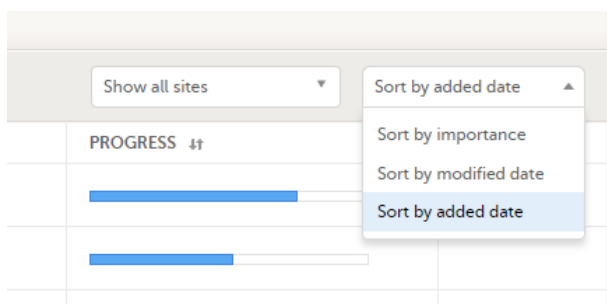 Show all sites
Sort by added date
PROGRESS
Sort by importance
Sort by modified date
Sort by added date